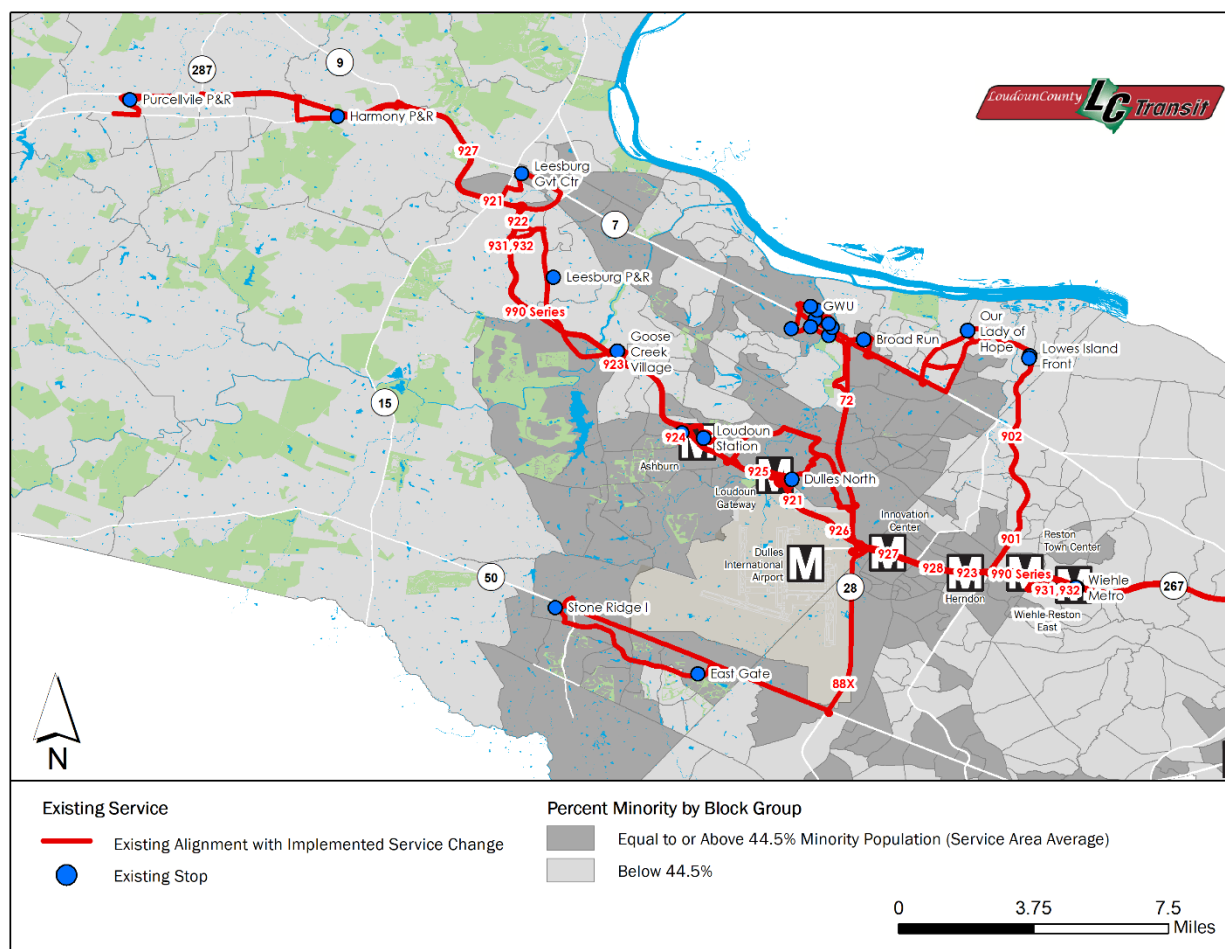 9
287
LoudounCounty
LC Transit
Purcellvile P&R
Harmony P&R
927
Leesburg
Gvt Ctr
921
922
7
931,932
Leesburg P&R
990 Series
GWU
Our
Lady of
Hope
Broad Run
Lowes Island
Front
Goose
Creek
Village
923
15
72
902
924
M
Loudoun
Station
Ashburn
925
M
Dulles North
Loudoun
Gateway
921
926
Innovation
Center
901
Reston
Town Center
Dulles
International
Airport
M
M
927
928
M
923
990 Series
M
M
931,932
Wiehle
Metro
267
Herndon
Wiehle-Reston
East
50
28
Stone Ridge I
East Gate
88X
N
Existing Service
Existing Alignment with Implemented Service Change
Existing Stop
Percent Minority by Block Group
Equal to or Above 44.5% Minority Population (Service Area Average)
Below 44.5%
0 3.75 7.5
Miles